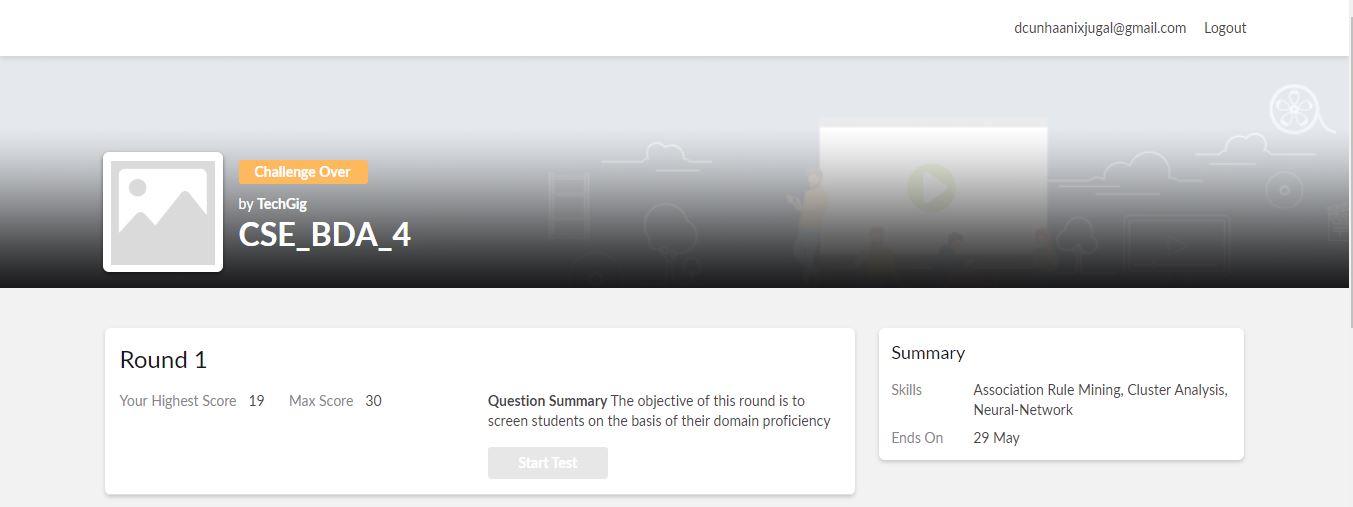 dcunhaanixjugal@gmail.com Logout
Challenge Over
by TechGig
CSE_BDA_4
Round 1
Your Highest Score 19 Max Score 30
Question Summary The objective of this round is to
screen students on the basis of their domain proficiency
Start Test
Summary
Skills Association Rule Mining, Cluster Analysis,
Neural-Network
Ends On 29 May